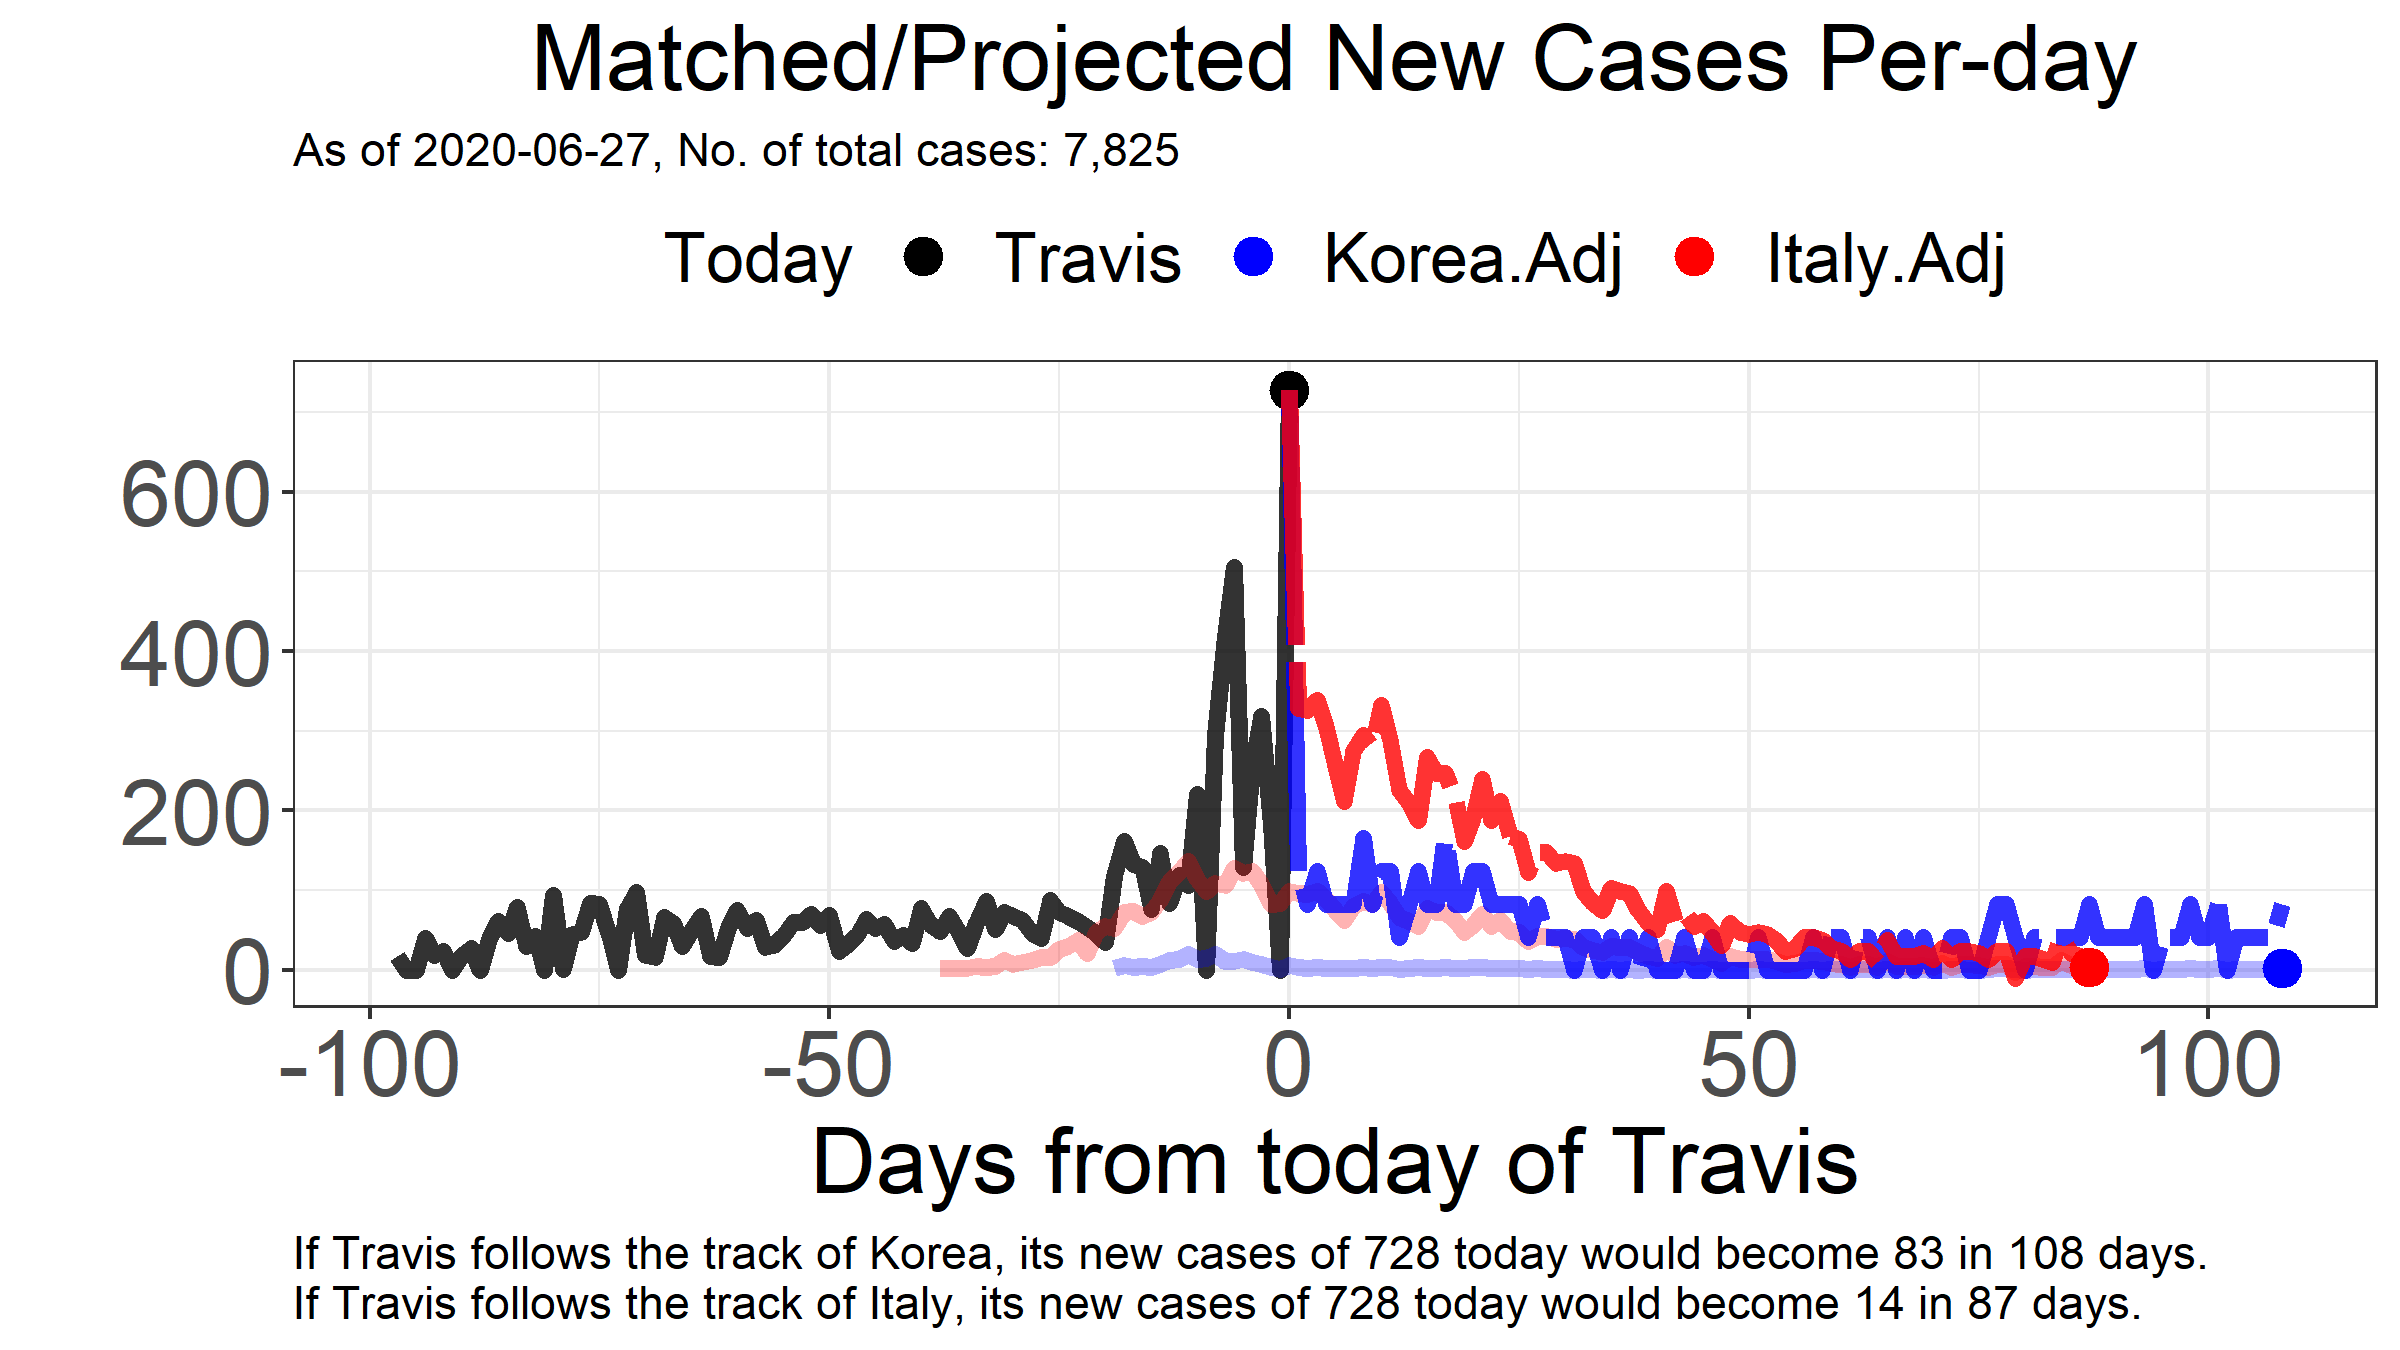 Matched/Projected New Cases Per-day
As of 2020-06-27, No. of total cases: 7,825
Today Travis Korea.Adj Italy.Adj
600
400
200
0
-100 -50 0 50 100
Days from today of Travis
If Travis follows the track of Korea, its new cases of 728 today would become 83 in 108 days.
If Travis follows the track of Italy, its new cases of 728 today would become 14 in 87 days.